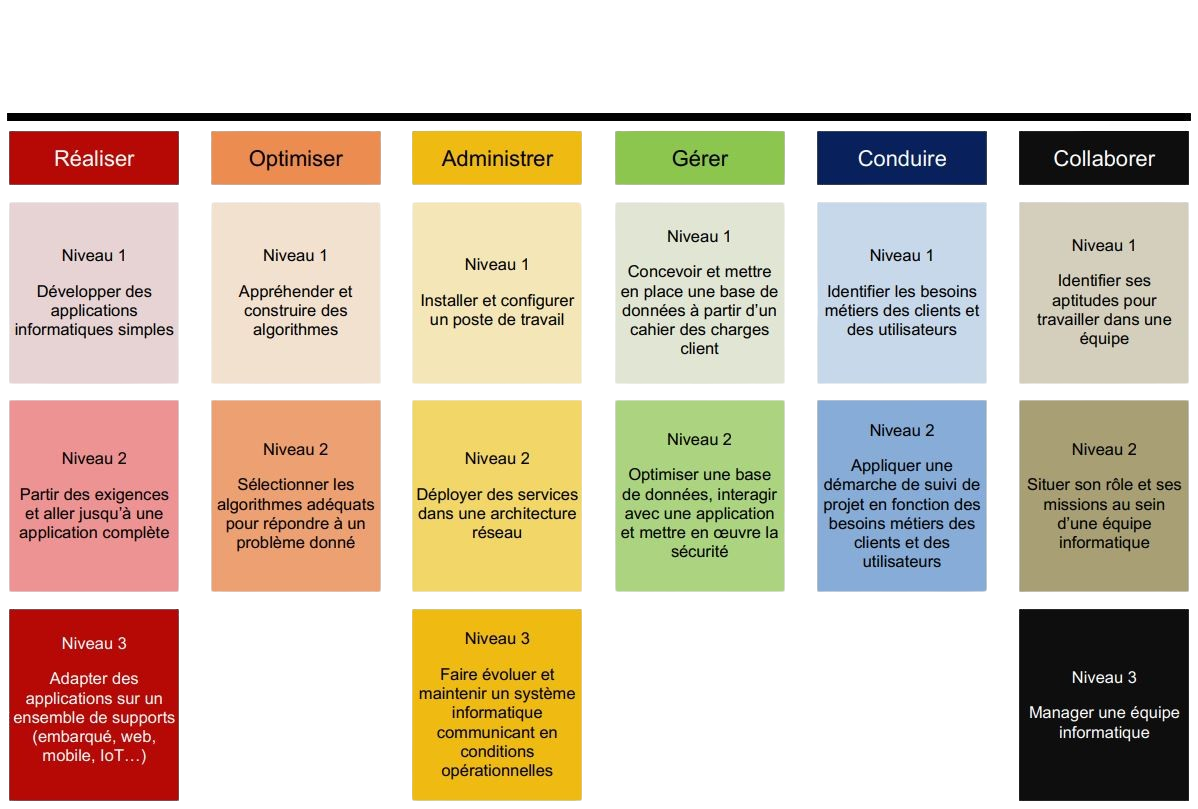 Réaliser
Optimiser
Administrer
Gérer
Conduire
Collaborer
Niveau 1
Développer des
applications
informatiques simples
Niveau 1
Appréhender et
construire des
algorithmes
Niveau 1
Installer et configurer
un poste de travail
Niveau 1
Concevoir et mettre
en place une base de
données à partir d’un
cahier des charges
client
Niveau 1
Identifier les besoins
métiers des clients et
des utilisateurs
Niveau 1
Identifier ses
aptitudes pour
travailler dans une
équipe
Niveau 2
Partir des exigences
et aller jusqu’à une
application complète
Niveau 2
Sélectionner les
algorithmes adéquats
pour répondre à un
problème donné
Niveau 2
Déployer des services
dans une architecture
réseau
Niveau 2
Optimiser une base
de données, interagir
avec une application
et mettre en œuvre la
sécurité
Niveau 2
Appliquer une
démarche de suivi de
projet en fonction des
besoins métiers des
clients et des
utilisateurs
Niveau 2
Situer son rôle et ses
missions au sein
d’une équipe
informatique
Niveau 3
Adapter des
applications sur un
ensemble de supports
(embarqué, web,
mobile, IoT…)
Niveau 3
Faire évoluer et
maintenir un système
informatique
communicant en
conditions
opérationnelles
Niveau 3
Manager une équipe
informatique